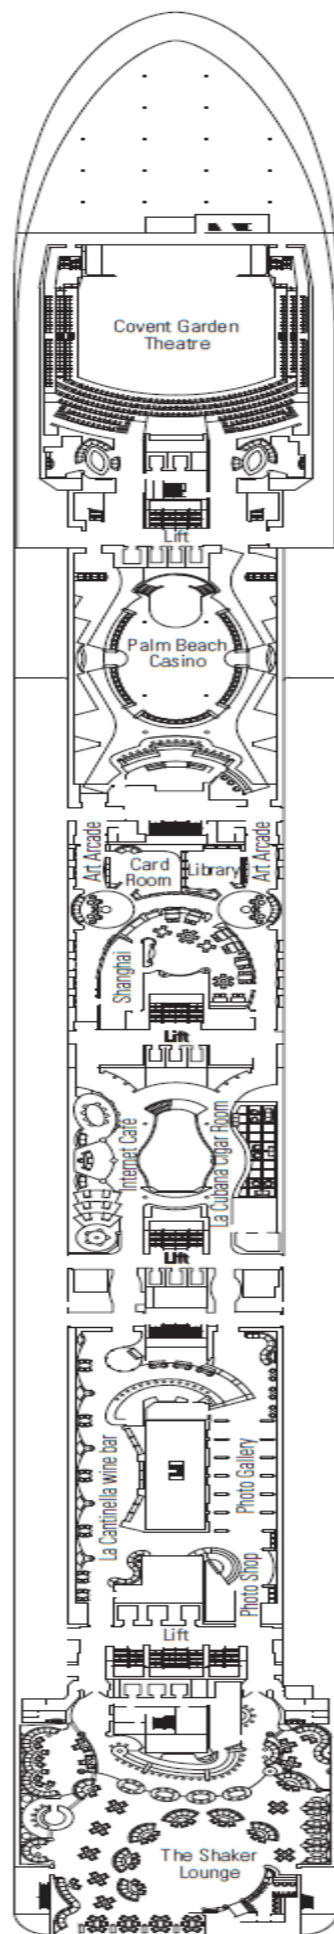 Covent Garden
Theatre
Lift
Palm Beach
Casino
Art Arcade
Card
Room
Library
Art Arcade
Shanghai
Lift
Internet Café
La Cubana Cigar Room
Lift
La Cantinella wine bar
Photo Gallery
Photo Shop
Lift
The Shaker
Lounge